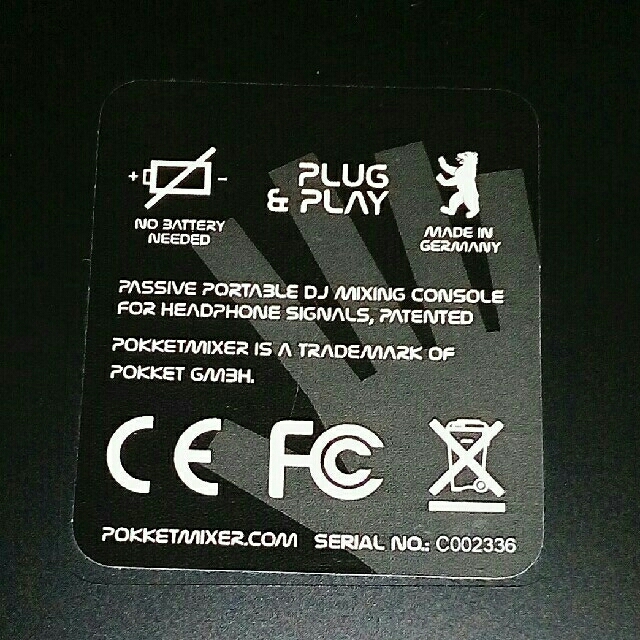 + -
NO BATTERY
NEEDED
PLUG
& PLAY
MADE IN
GERMANY
PASSIVE PORTABLE DJ MIXING CONSOLE
FOR HEADPHONE SIGNALS, PATENTED
POKKETMIXER IS A TRADEMARK OF
POKKET GMBH.
CE FC
POKKETMIXER.COM SERIAL NO.: C002336